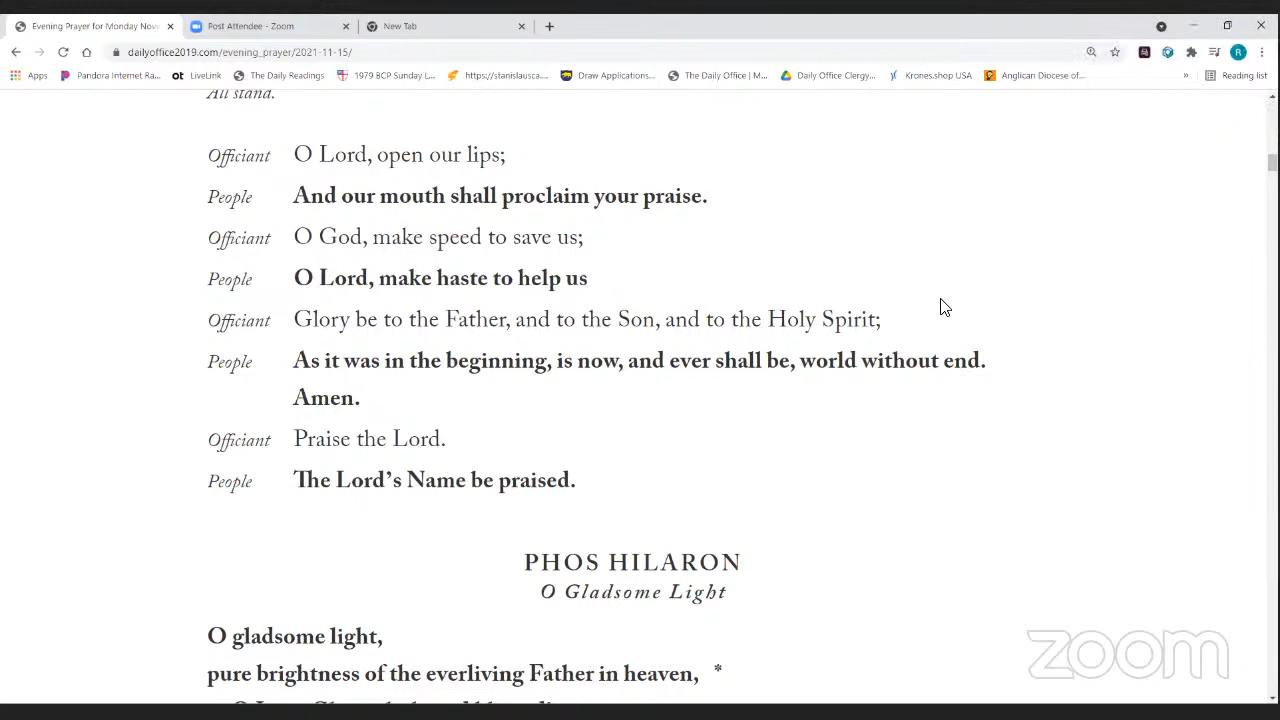 Evening Prayer for Monday Nov
Post Attendee - Zoom
New Tab
dailyoffice2019.com/evening_prayer/2021-11-15/
R
Apps
Pandora Internet Ra...
ot LiveLink
The Daily Readings
1979 BCP Sunday L...
https://stanislausca...
Draw Applications...
The Daily Office | M...
Daily Office Clergy...
Krones.shop USA
Anglican Diocese of...
»
Reading list
All stand.
Officiant O Lord, open our lips;
People And our mouth shall proclaim your praise.
Officiant O God, make speed to save us;
People O Lord, make haste to help us
Officiant Glory be to the Father, and to the Son, and to the Holy Spirit;
People As it was in the beginning, is now, and ever shall be, world without end.
Amen.
Officiant Praise the Lord.
People The Lord’s Name be praised.
PHOS HILARON
O Gladsome Light
O gladsome light,
pure brightness of the everliving Father in heaven, *
zoom